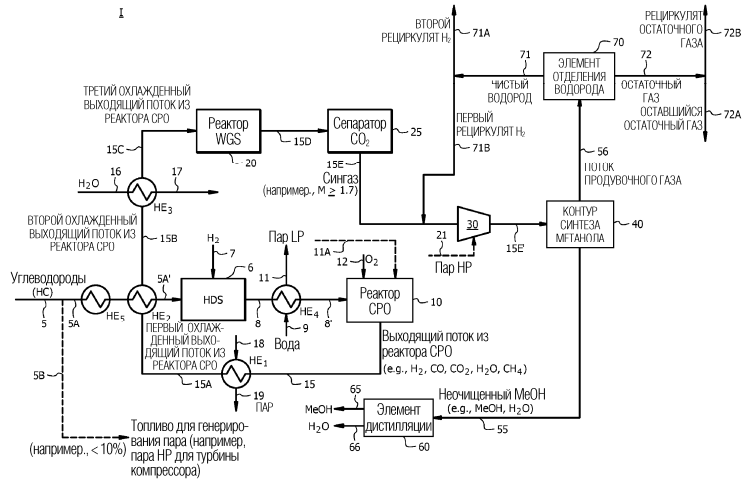 I
ВТОРОЙ
РЕЦИРКУЛЯТ H₂
71A
РЕЦИРКУЛЯТ
ОСТАТОЧНОГО
ГАЗА
72B
70
ЭЛЕМЕНТ
ОТДЕЛЕНИЯ
ВОДОРОДА
71
ЧИСТЫЙ
ВОДОРОД
72
ОСТАТОЧНЫЙ
ГАЗ
ОСТАВШИЙСЯ
ОСТАТОЧНЫЙ ГАЗ
72A
ТРЕТИЙ ОХЛАЖДЕННЫЙ
ВЫХОДЯЩИЙ ПОТОК ИЗ
РЕАКТОРА СРО
15C
Реактор
WGS
20
15D
Сепаратор
CO₂
25
ПЕРВЫЙ
РЕЦИРКУЛЯТ H₂
71B
15E
Сингаз
(например., M ≥ 1.7)
56
ПОТОК
ПРОДУВОЧНОГО ГАЗА
H₂O
16
17
HE₃
30
21
Пар HP
15E'
КОНТУР
СИНТЕЗА
МЕТАНОЛА
40
ВТОРОЙ ОХЛАЖДЕННЫЙ
ВЫХОДЯЩИЙ ПОТОК ИЗ
РЕАКТОРА СРО
15B
H₂
7
6
Пар LP
11
11A
12
O₂
Углеводороды
(HC)
5
5A
HE₅
HE₂
5A'
HDS
8
HE₄
8'
9
Вода
Реактор
CPO
10
ПЕРВЫЙ ОХЛАЖ-
ДЕННЫЙ ВЫХО-
ДЯЩИЙ ПОТОК ИЗ
РЕАКТОРА СРО
15A
18
HE₁
19
ПАР
15
Выходящий поток из
реактора CPO
(e.g., H₂, CO, CO₂, H₂O, CH₄)
5B
(например., < 10%)
Топливо для генериро-
вания пара (например,
пара HP для турбины
компрессора)
MeOH
65
H₂O
66
Элемент
дистилляции
60
Неочищенный MeOH
(e.g., MeOH, H₂O)
55